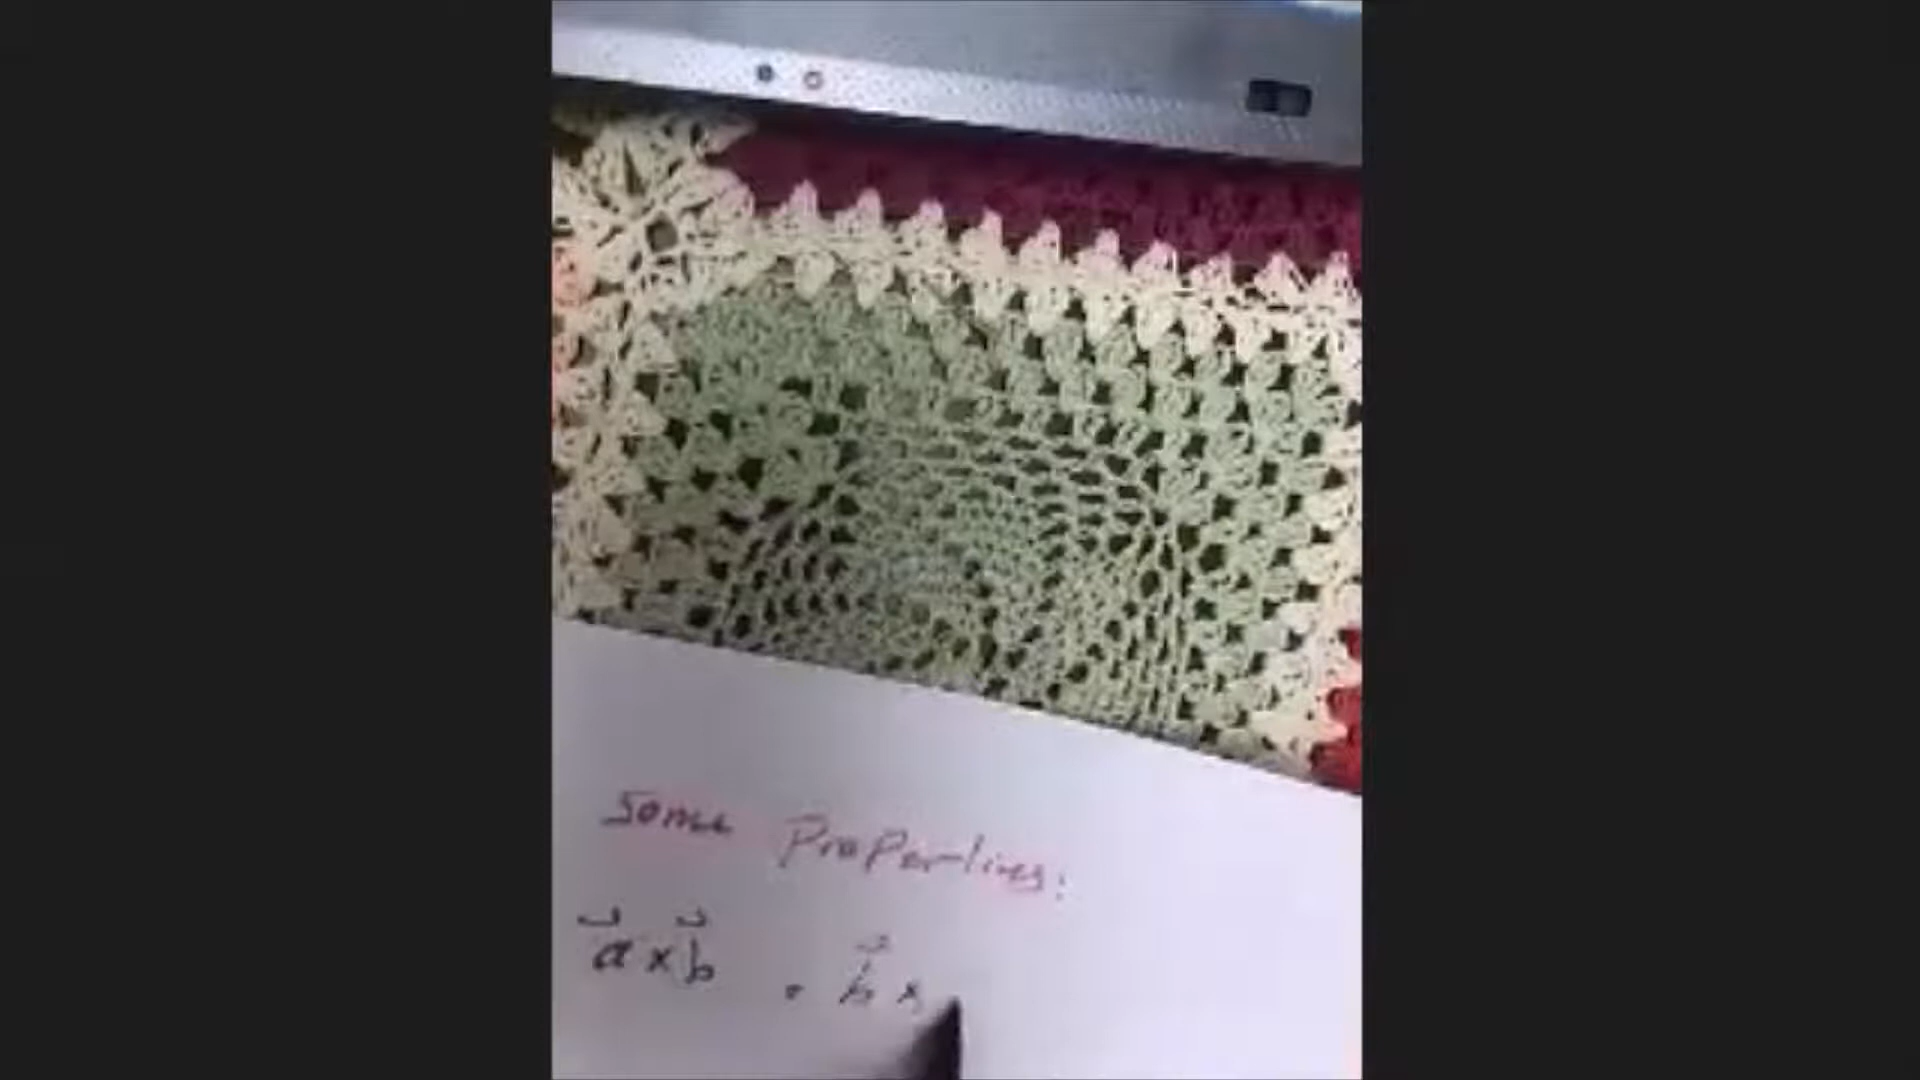 Some Properties:
a⃗ × b⃗ = b⃗ ×